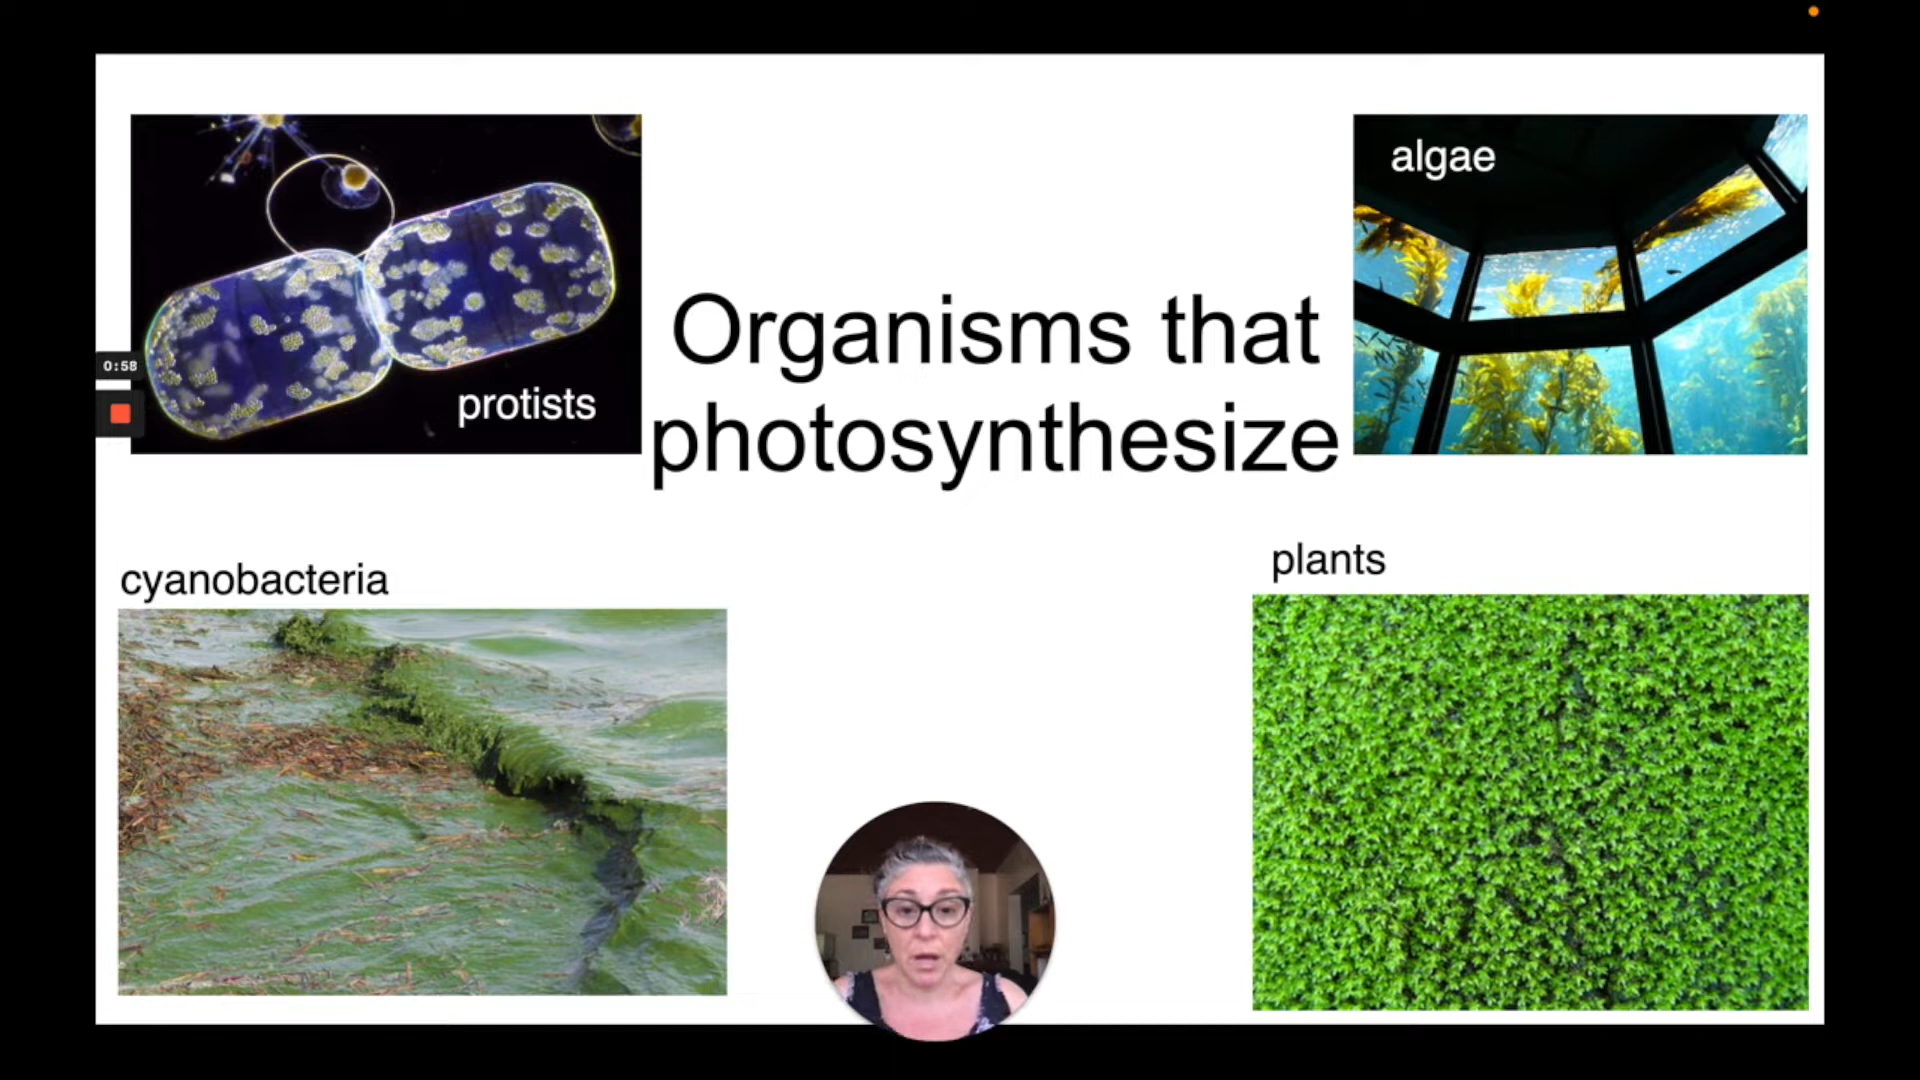 algae
Organisms that
photosynthesize
0:58
protists
cyanobacteria
plants